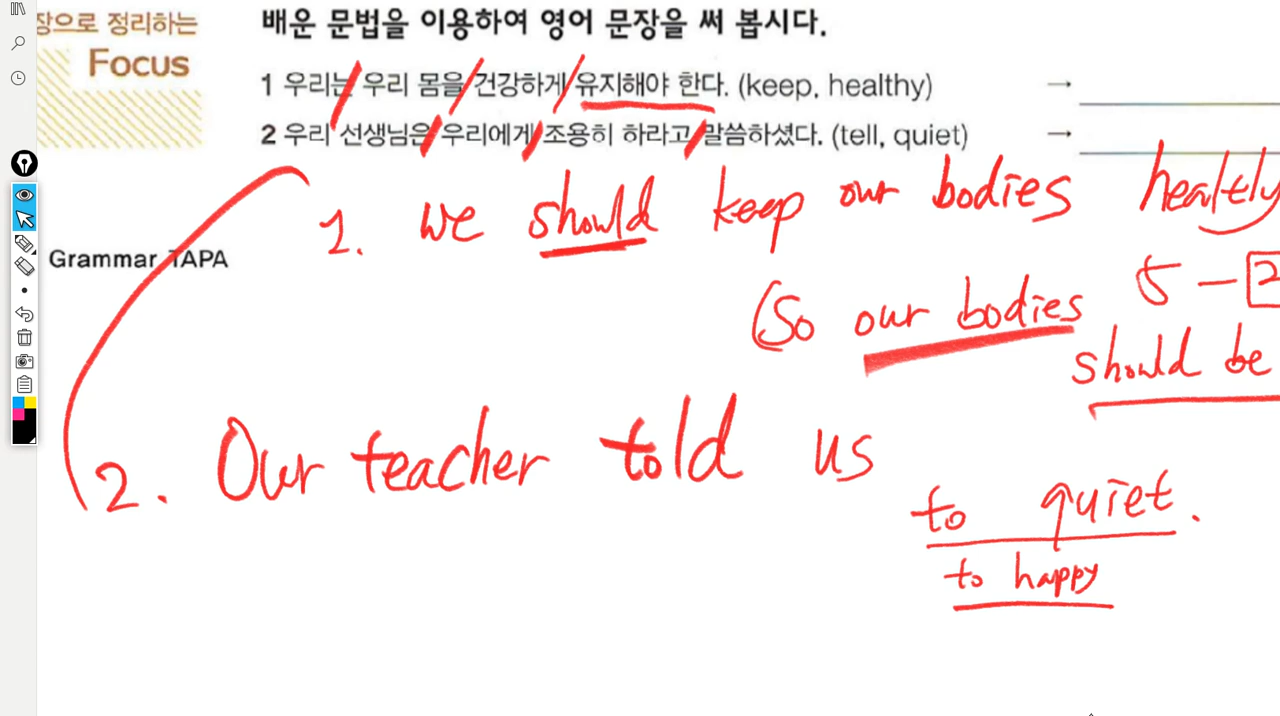 장으로 정리하는
Focus
배운 문법을 이용하여 영어 문장을 써 봅시다.
1 우리는 우리 몸을 건강하게 유지해야 한다. (keep, healthy) →
2 우리 선생님은 우리에게 조용히 하라고 말씀하셨다. (tell, quiet) →
1. we should keep our bodies
Grammar TAPA
5 - 2
(So our bodies
should be
2. Our teacher told us
to quiet.
to happy